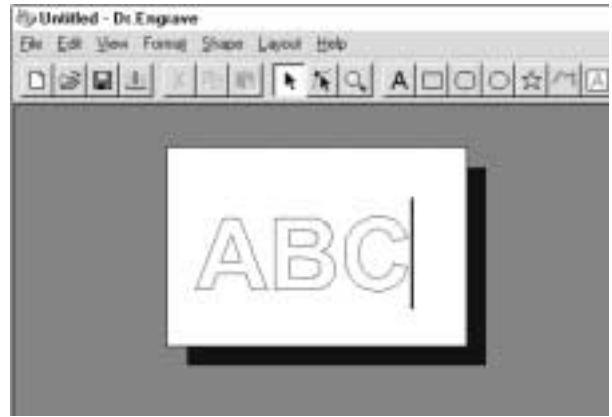 Untitled - Dr.Engrave
File Edit View Format Shape Layout Help
A A
ABC